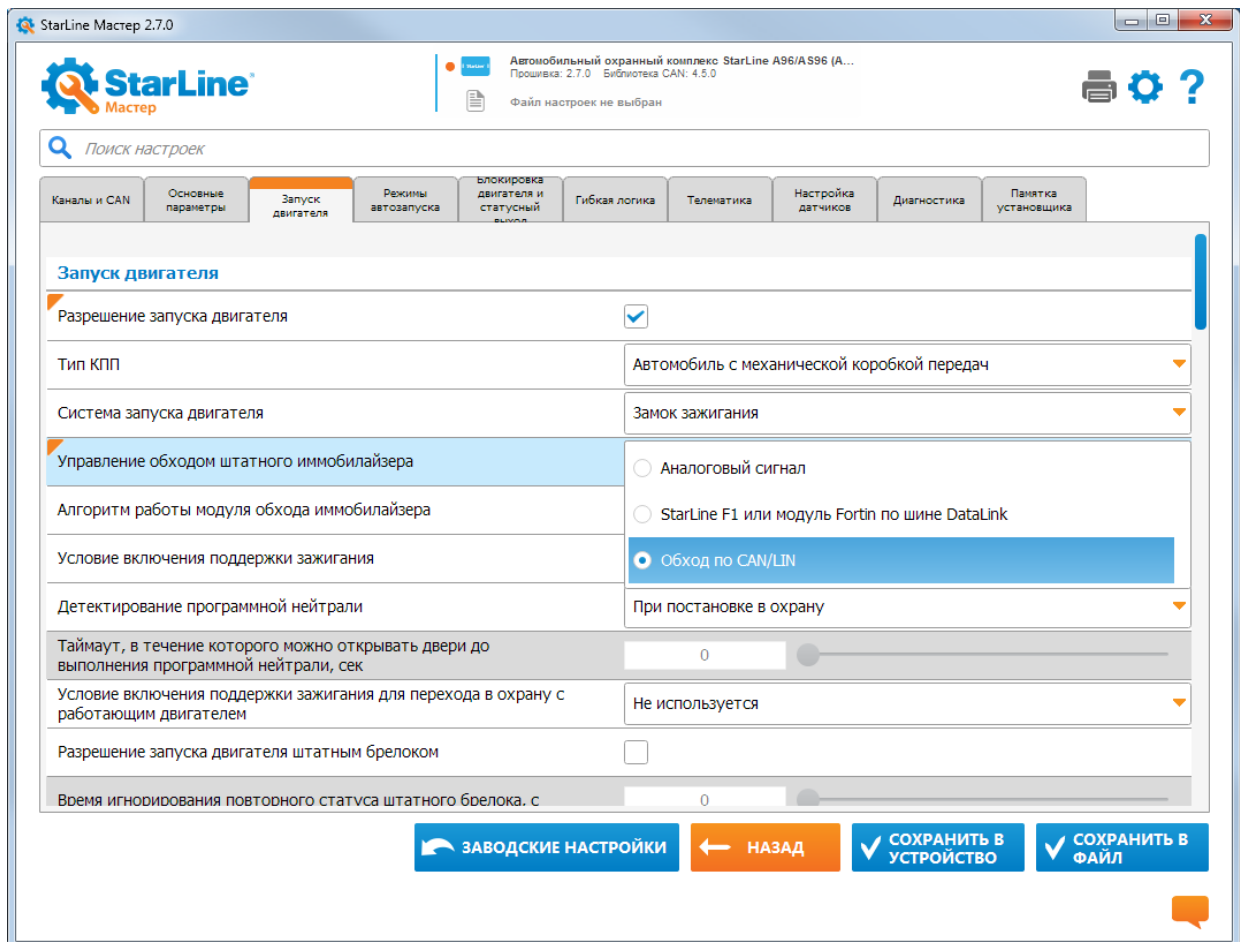 StarLine Мастер 2.7.0
StarLine
Мастер
Автомобильный охранный комплекс StarLine A96/AS96 (A...
Прошивка: 2.7.0 Библиотека CAN: 4.5.0
Файл настроек не выбран
?
Поиск настроек
Каналы и CAN
Основные
параметры
Запуск
двигателя
Режимы
автозапуска
Блокировка
двигателя и
статусный
выход
Гибкая логика
Телематика
Настройка
датчиков
Диагностика
Памятка
установщика
Запуск двигателя
Разрешение запуска двигателя
Тип КПП
Автомобиль с механической коробкой передач
Система запуска двигателя
Замок зажигания
Управление обходом штатного иммобилайзера
Аналоговый сигнал
Алгоритм работы модуля обхода иммобилайзера
StarLine F1 или модуль Fortin по шине DataLink
Условие включения поддержки зажигания
Обход по CAN/LIN
Детектирование программной нейтрали
При постановке в охрану
Таймаут, в течение которого можно открывать двери до
выполнения программной нейтрали, сек
0
Условие включения поддержки зажигания для перехода в охрану с
работающим двигателем
Не используется
Разрешение запуска двигателя штатным брелоком
Время игнорирования повторного статуса штатного брелока, с
0
ЗАВОДСКИЕ НАСТРОЙКИ
НАЗАД
СОХРАНИТЬ В
УСТРОЙСТВО
СОХРАНИТЬ В
ФАЙЛ